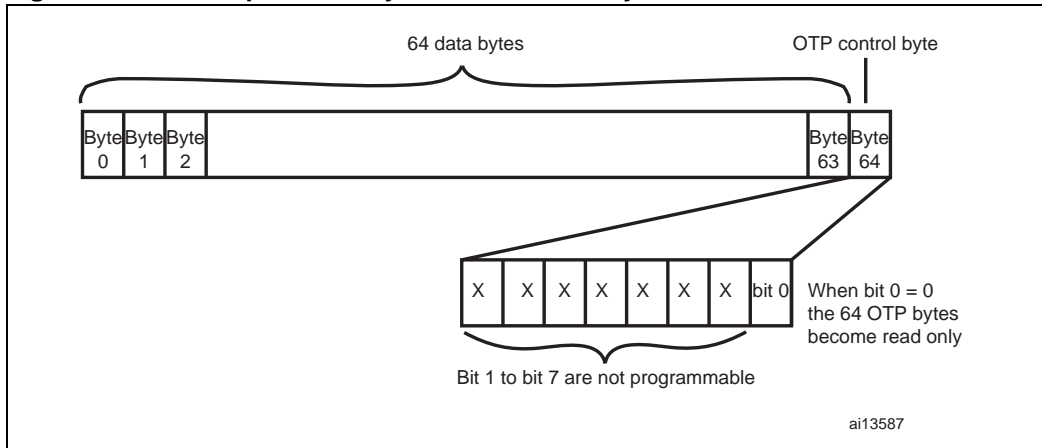 64 data bytes
OTP control byte
Byte Byte Byte
0 1 2
Byte Byte
63 64
X X X X X X X bit 0
When bit 0 = 0
the 64 OTP bytes
become read only
Bit 1 to bit 7 are not programmable
ai13587